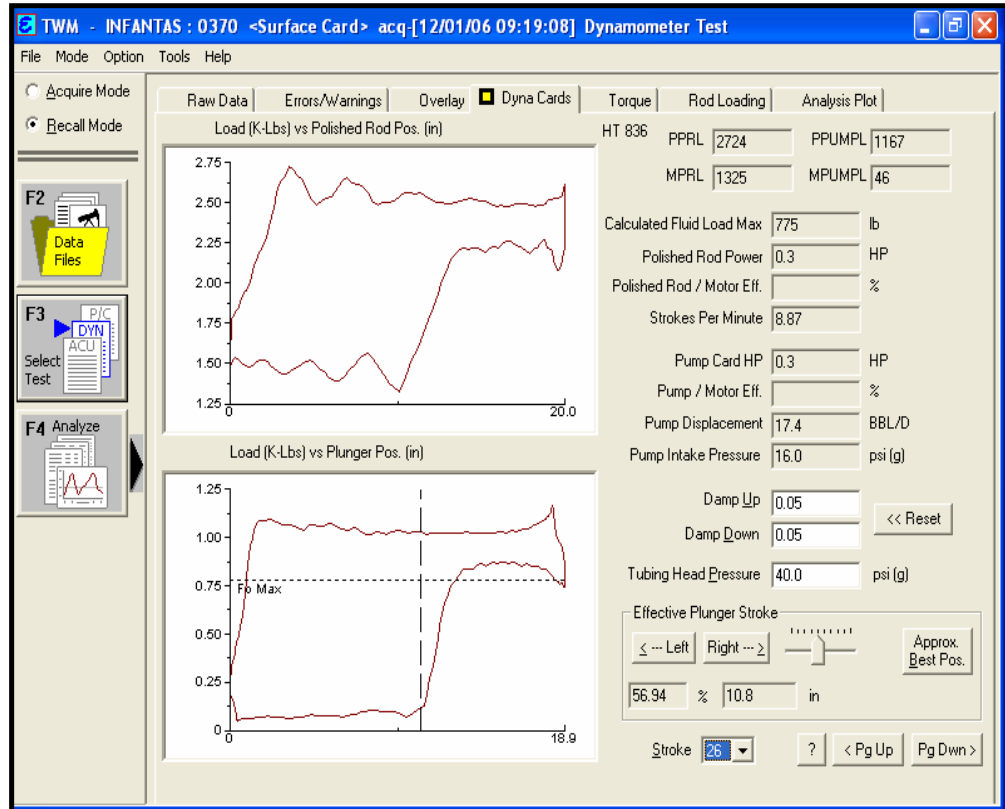 TWM - INFANTAS : 0370 <Surface Card> acq-[12/01/06 09:19:08] Dynamometer Test
File Mode Option Tools Help
Acquire Mode
Recall Mode
F2
Data
Files
F3
P/C
DYN
ACU
Select
Test
F4 Analyze
Raw Data Errors/Warnings Overlay Dyna Cards Torque Rod Loading Analysis Plot
Load (K-Lbs) vs Polished Rod Pos. (in)
2.75
2.50
2.25
2.00
1.75
1.50
1.25
0 20.0
Load (K-Lbs) vs Plunger Pos. (in)
1.25
1.00
0.75
Fo Max
0.50
0.25
0
0 18.9
HT 836
PPRL 2724 PPUMPL 1167
MPRL 1325 MPUMPL 46
Calculated Fluid Load Max 775 lb
Polished Rod Power 0.3 HP
Polished Rod / Motor Eff. %
Strokes Per Minute 8.87
Pump Card HP 0.3 HP
Pump / Motor Eff. %
Pump Displacement 17.4 BBL/D
Pump Intake Pressure 16.0 psi (g)
Damp Up 0.05
<< Reset
Damp Down 0.05
Tubing Head Pressure 40.0 psi (g)
Effective Plunger Stroke
< --- Left Right --- > Approx.
Best Pos.
56.94 % 10.8 in
Stroke 26 ? < Pg Up Pg Dwn >